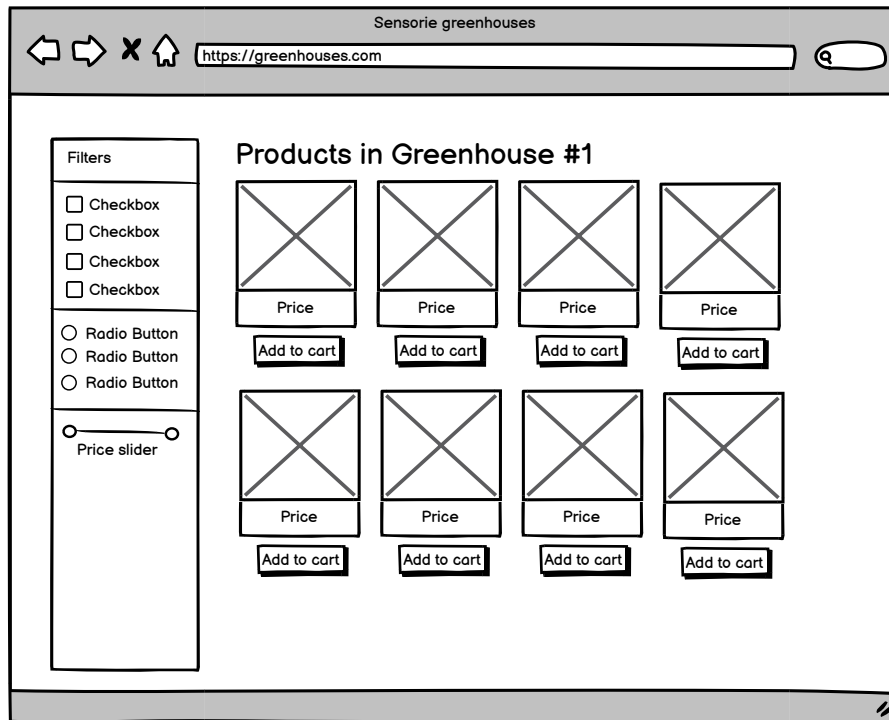 Sensorie greenhouses
https://greenhouses.com
Filters
Checkbox
Checkbox
Checkbox
Checkbox
Radio Button
Radio Button
Radio Button
Price slider
Products in Greenhouse #1
Price
Price
Price
Price
Add to cart
Add to cart
Add to cart
Add to cart
Price
Price
Price
Price
Add to cart
Add to cart
Add to cart
Add to cart